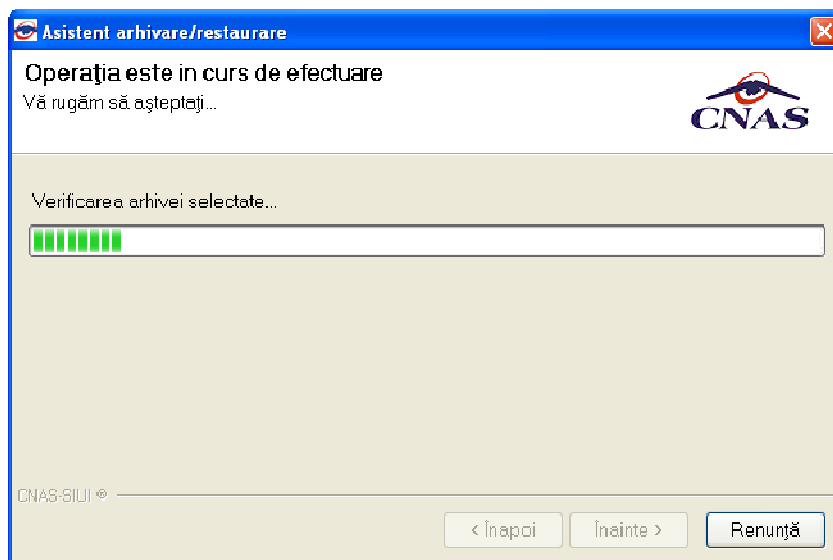 Asistent arhivare/restaurare
Operaţia este in curs de efectuare
Vă rugăm să aşteptaţi...
CNAS
Verificarea arhivei selectate...
CNAS-SIUI ®
< Înapoi
Înainte >
Renunţă